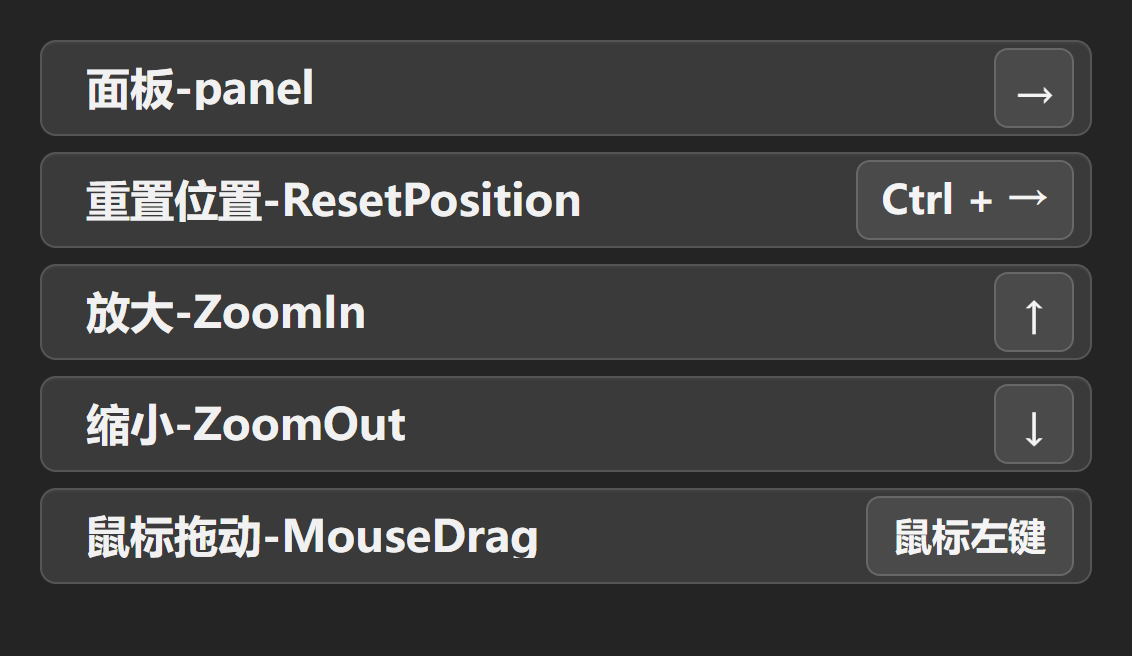 面板-panel →
重置位置-ResetPosition Ctrl + →
放大-ZoomIn ↑
缩小-ZoomOut ↓
鼠标拖动-MouseDrag 鼠标左键